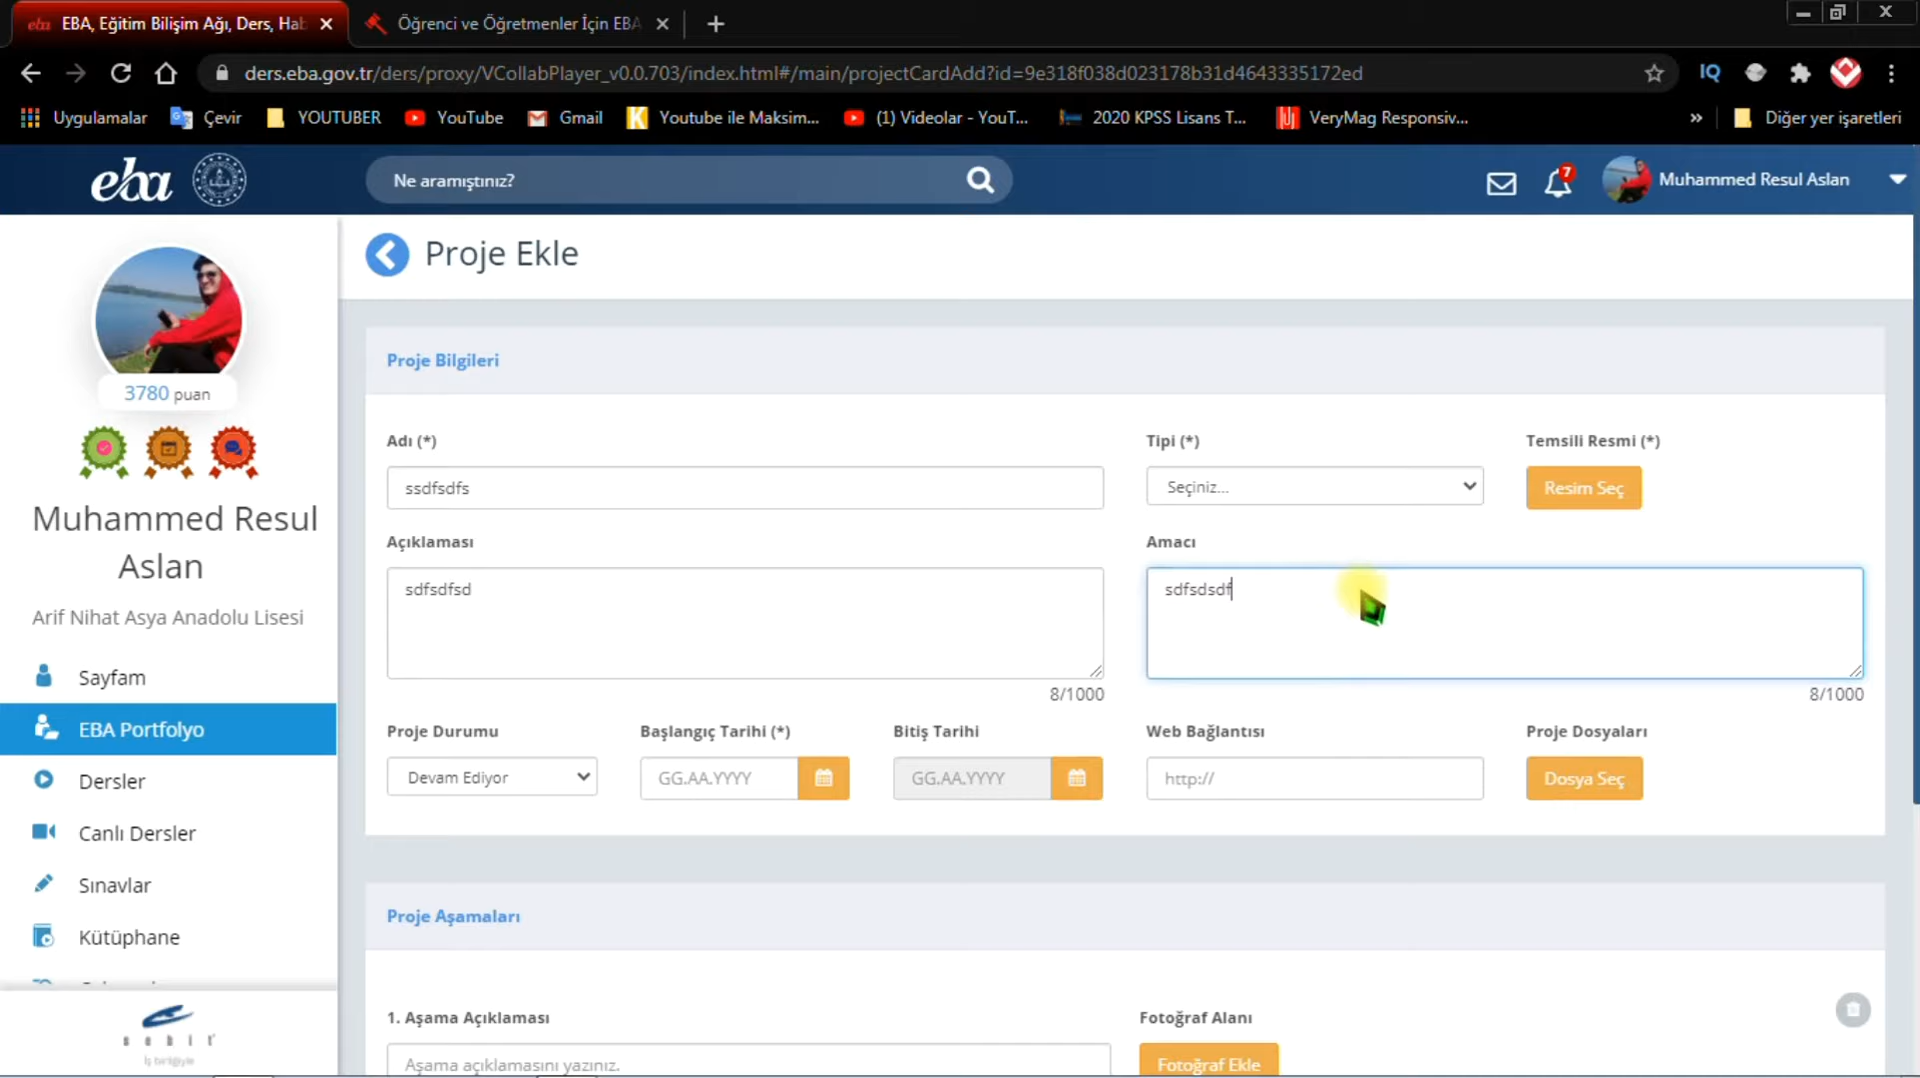 eba EBA, Eğitim Bilişim Ağı, Ders, Hab
Öğrenci ve Öğretmenler İçin EBA
ders.eba.gov.tr/ders/proxy/VCollabPlayer_v0.0.703/index.html#/main/projectCardAdd?id=9e318f038d023178b31d4643335172ed
IQ
Uygulamalar Çevir YOUTUBER YouTube Gmail Youtube ile Maksim... (1) Videolar - YouT... 2020 KPSS Lisans T... VeryMag Responsiv... » Diğer yer işaretleri
eba
Ne aramıştınız?
7
Muhammed Resul Aslan
Proje Ekle
3780 puan
Muhammed Resul
Aslan
Arif Nihat Asya Anadolu Lisesi
Sayfam
EBA Portfolyo
Dersler
Canlı Dersler
Sınavlar
Kütüphane
sebit
İş birliğiyle
Proje Bilgileri
Adı (*)
ssdfsdfs
Tipi (*)
Seçiniz...
Temsili Resmi (*)
Resim Seç
Açıklaması
sdfsdfsd
8/1000
Amacı
sdfsdsdf
8/1000
Proje Durumu
Devam Ediyor
Başlangıç Tarihi (*)
GG.AA.YYYY
Bitiş Tarihi
GG.AA.YYYY
Web Bağlantısı
http://
Proje Dosyaları
Dosya Seç
Proje Aşamaları
1. Aşama Açıklaması
Aşama açıklamasını yazınız.
Fotoğraf Alanı
Fotoğraf Ekle